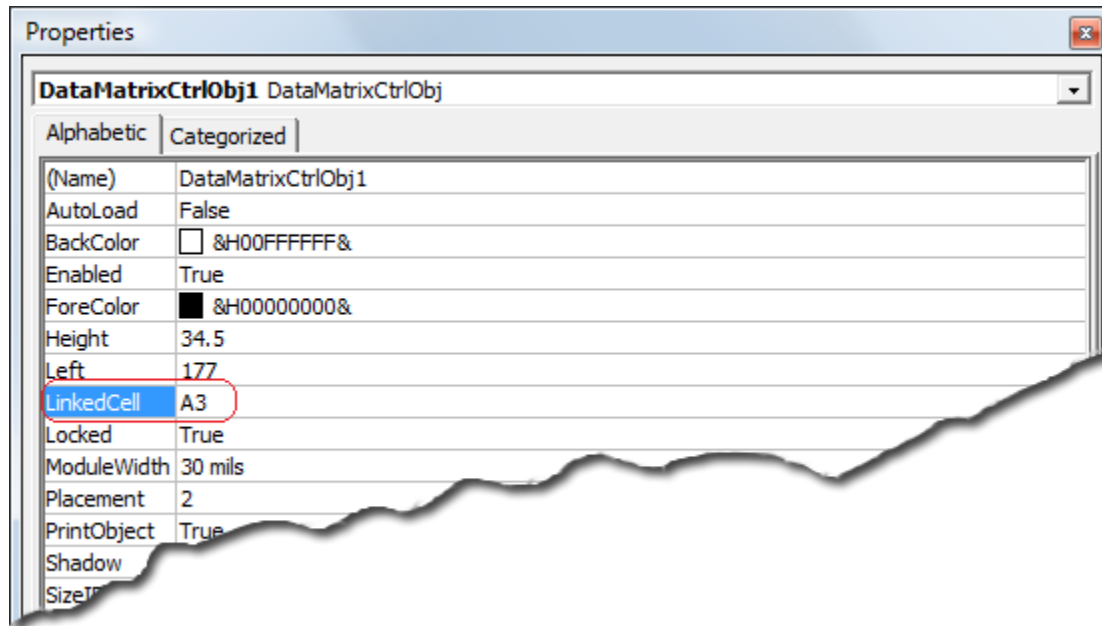 Properties
DataMatrixCtrlObj1 DataMatrixCtrlObj
Alphabetic Categorized
(Name) DataMatrixCtrlObj1
AutoLoad False
BackColor &H00FFFFFF&
Enabled True
ForeColor &H00000000&
Height 34.5
Left 177
LinkedCell A3
Locked True
ModuleWidth 30 mils
Placement 2
PrintObject True
Shadow